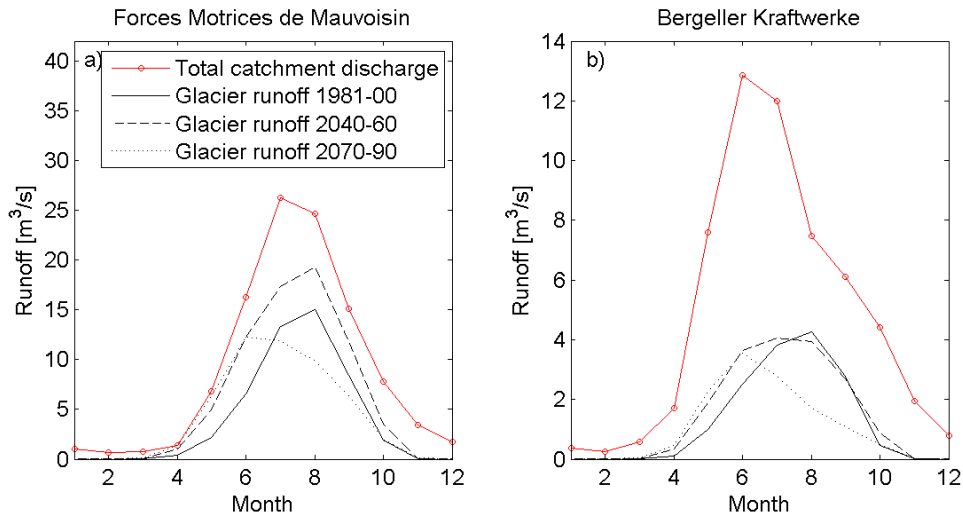 Forces Motrices de Mauvoisin
a)
Total catchment discharge
Glacier runoff 1981-00
Glacier runoff 2040-60
Glacier runoff 2070-90
Runoff [m³/s]
40
35
30
25
20
15
10
5
0
2 4 6 8 10 12
Month
Bergeller Kraftwerke
b)
Runoff [m³/s]
14
12
10
8
6
4
2
0
2 4 6 8 10 12
Month